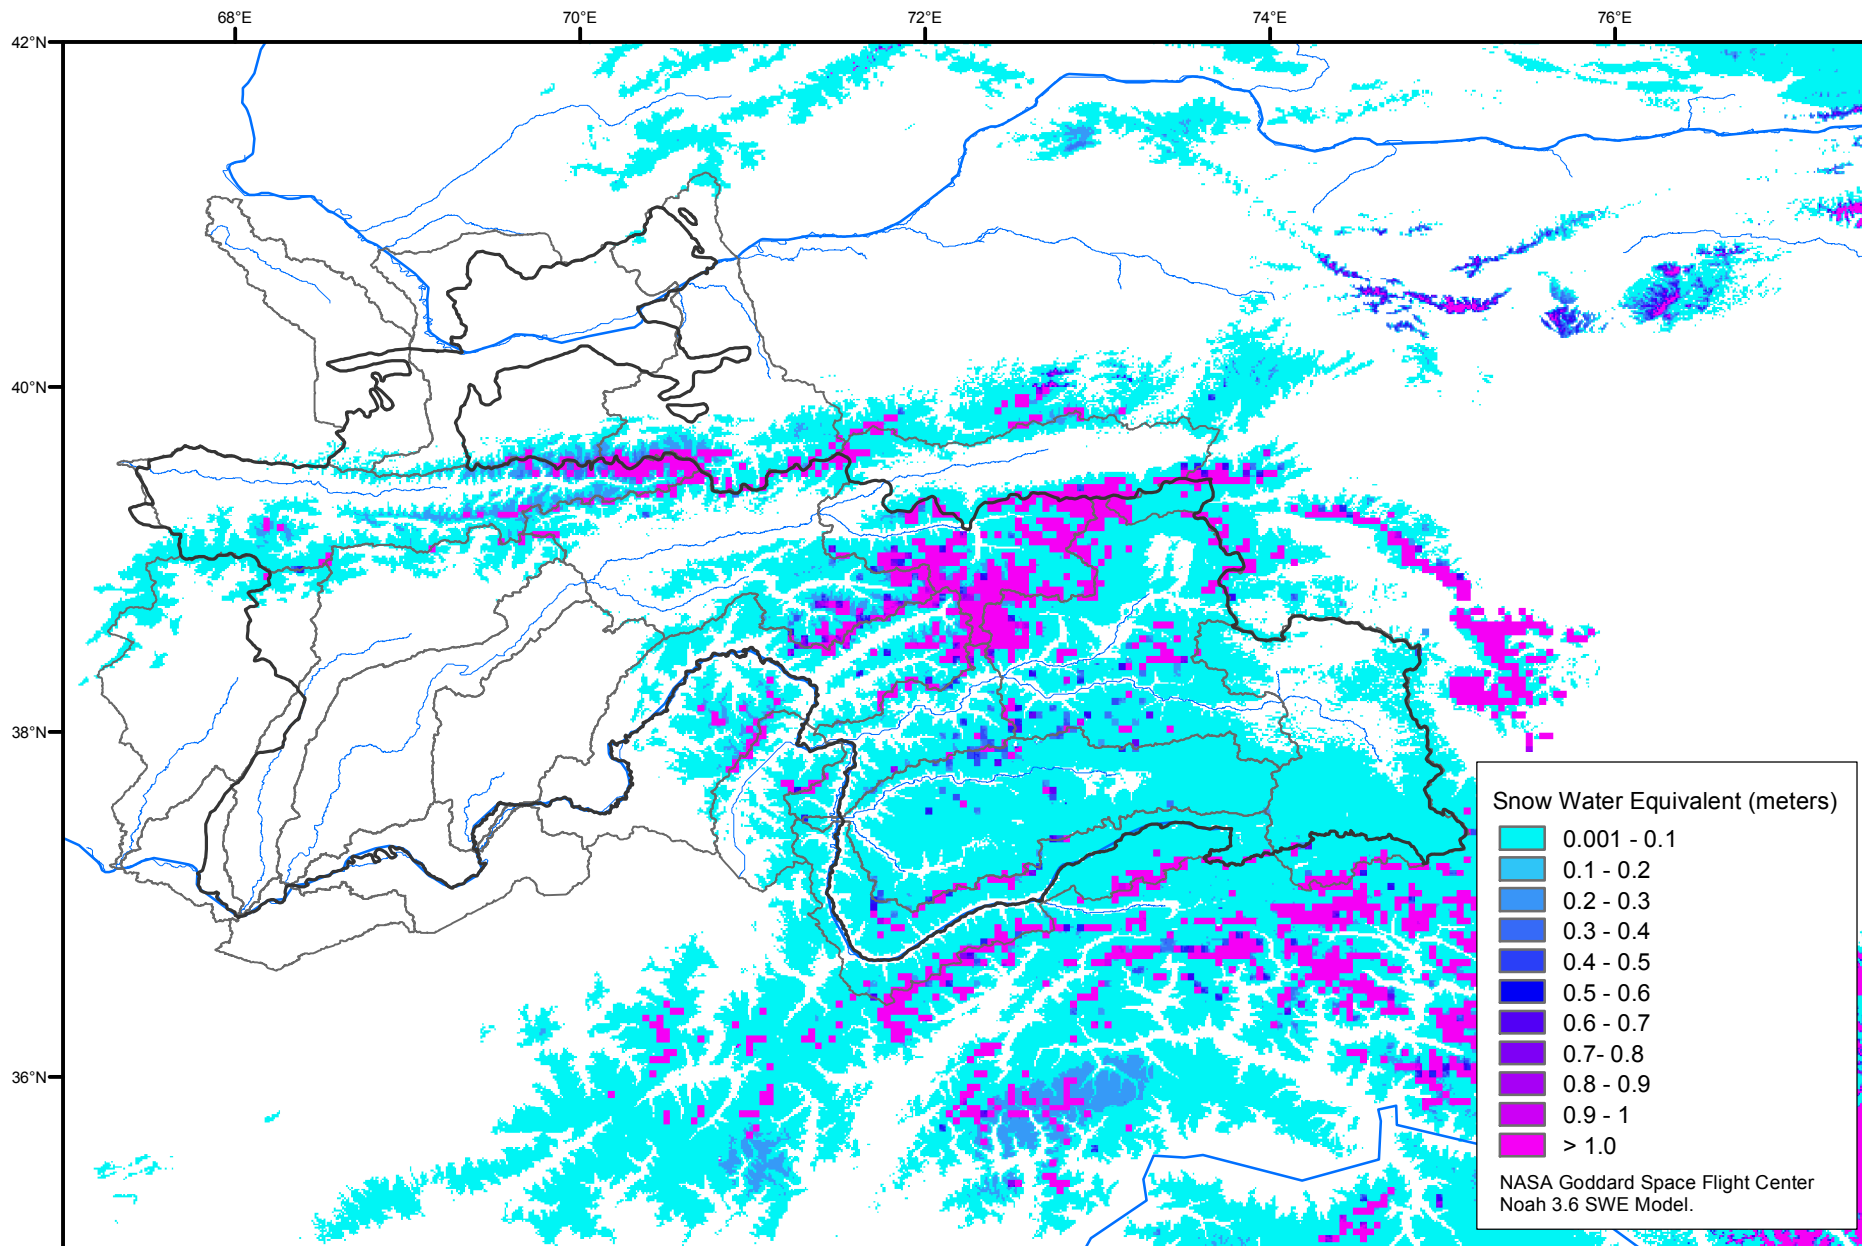 68°E
70°E
72°E
74°E
76°E
42°N
40°N
38°N
36°N
Snow Water Equivalent (meters)
0.001 - 0.1
0.1 - 0.2
0.2 - 0.3
0.3 - 0.4
0.4 - 0.5
0.5 - 0.6
0.6 - 0.7
0.7- 0.8
0.8 - 0.9
0.9 - 1
> 1.0
NASA Goddard Space Flight Center
Noah 3.6 SWE Model.